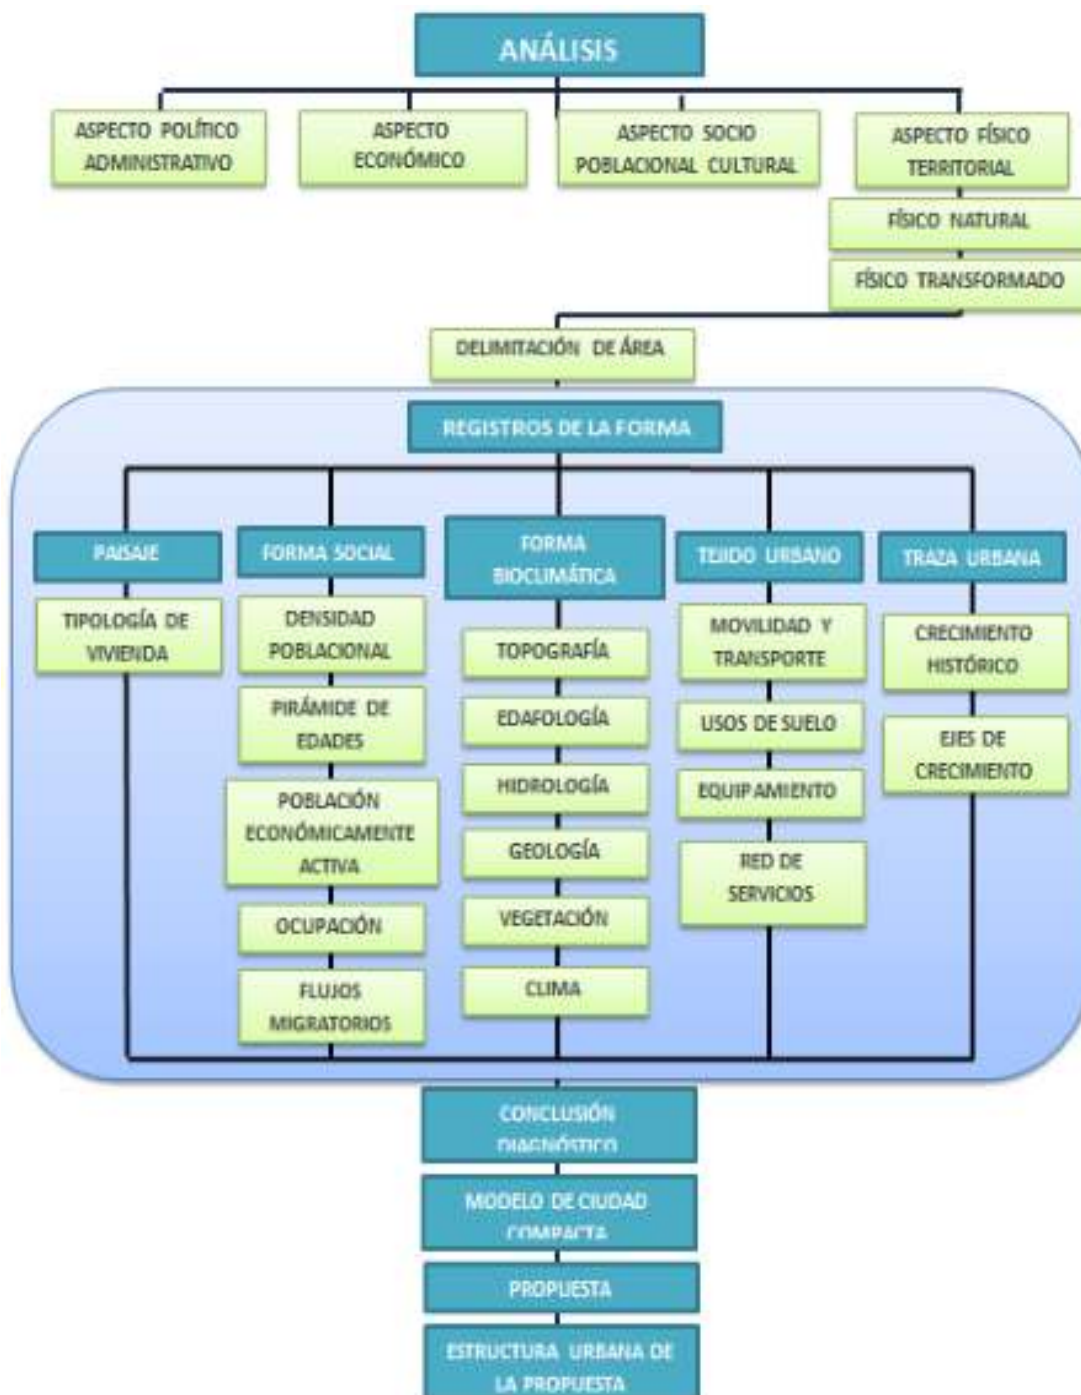 ANÁLISIS
ASPECTO POLÍTICO
ADMINISTRATIVO
ASPECTO
ECONÓMICO
ASPECTO SOCIO
POBLACIONAL CULTURAL
ASPECTO FÍSICO
TERRITORIAL
FÍSICO NATURAL
FÍSICO TRANSFORMADO
DELIMITACIÓN DE ÁREA
REGISTROS DE LA FORMA
PAISAJE
TIPOLOGÍA DE
VIVIENDA
FORMA SOCIAL
DENSIDAD
POBLACIONAL
PIRÁMIDE DE
EDADES
POBLACIÓN
ECONÓMICAMENTE
ACTIVA
OCUPACIÓN
FLUJOS
MIGRATORIOS
FORMA
BIOCLIMÁTICA
TOPOGRAFÍA
EDAFOLOGÍA
HIDROLOGÍA
GEOLOGÍA
VEGETACIÓN
CLIMA
TEJIDO URBANO
MOVILIDAD Y
TRANSPORTE
USOS DE SUELO
EQUIPAMIENTO
RED DE
SERVICIOS
TRAZA URBANA
CRECIMIENTO
HISTÓRICO
EJES DE
CRECIMIENTO
CONCLUSIÓN
DIAGNÓSTICO
MODELO DE CIUDAD
COMPACTA
PROPUESTA
ESTRUCTURA URBANA DE
LA PROPUESTA